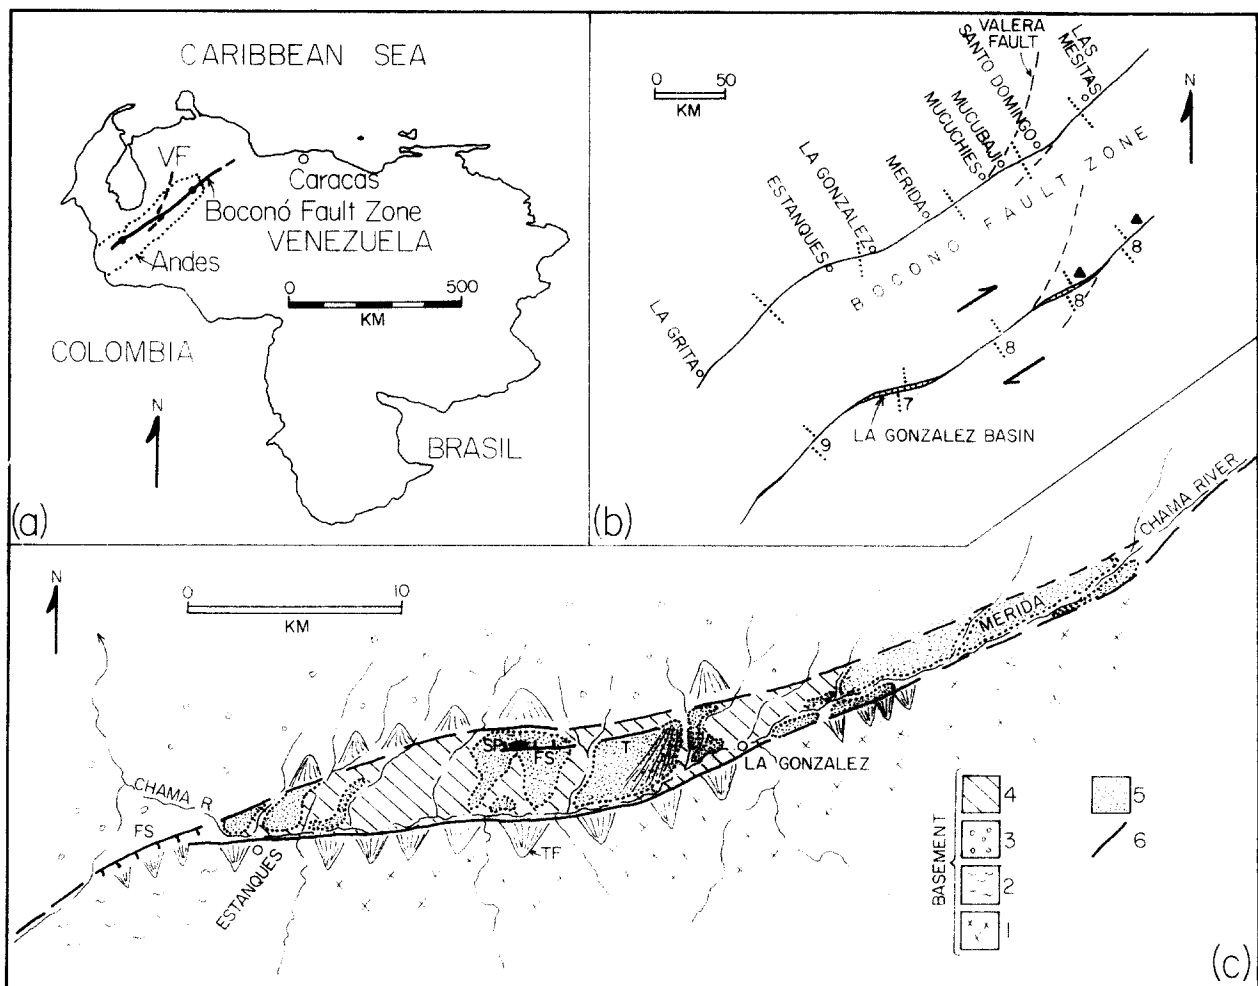 CARIBBEAN SEA
VF
Caracas
Boconó Fault Zone
VENEZUELA
Andes
0 500
KM
COLOMBIA
N
BRASIL
(a)
0 50
KM
VALERA
FAULT
LAS
MESITAS
SANTO DOMINGO
MUCUBAJI
MUCUCHIES
MERIDA
LA GONZALEZ
ESTANQUES
LA GRITA
BOCONO FAULT ZONE
N
8
8
8
7
9
LA GONZALEZ BASIN
(b)
N
0 10
KM
CHAMA RIVER
MERIDA
SP
FS
T
LA GONZALEZ
CHAMA R
FS
ESTANQUES
TF
BASEMENT
4
3
2
1
5
6
(c)